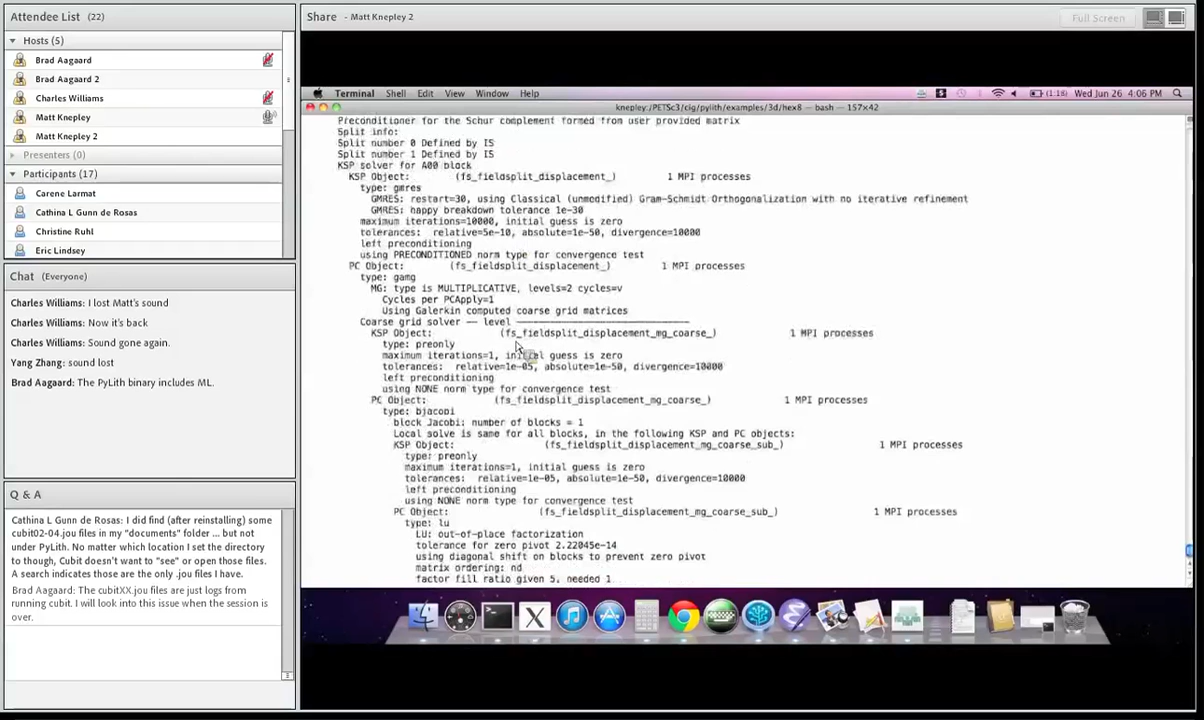 Attendee List (22)
Hosts (5)
Brad Aagaard
Brad Aagaard 2
Charles Williams
Matt Knepley
Matt Knepley 2
Presenters (0)
Participants (17)
Carene Larmat
Cathina L Gunn de Rosas
Christine Ruhl
Eric Lindsey
Chat (Everyone)
Charles Williams: I lost Matt's sound
Charles Williams: Now it's back
Charles Williams: Sound gone again.
Yang Zhang: sound lost
Brad Aagaard: The PyLith binary includes ML.
Q & A
Cathina L Gunn de Rosas: I did find (after reinstalling) some
cubit02-04.jou files in my "documents" folder ... but not
under PyLith. No matter which location I set the directory
to though, Cubit doesn't want to "see" or open those files.
A search indicates those are the only .jou files I have.
Brad Aagaard: The cubitXX.jou files are just logs from
running cubit. I will look into this issue when the session is
over.
Share - Matt Knepley 2
Full Screen
Terminal Shell Edit View Window Help
(1:18) Wed Jun 26 4:06 PM
knepley:/PETSc3/cig/pylith/examples/3d/hex8 — bash — 157×42
Preconditioner for the Schur complement formed from user provided matrix
Split info:
Split number 0 Defined by IS
Split number 1 Defined by IS
KSP solver for A00 block
KSP Object: (fs_fieldsplit_displacement_) 1 MPI processes
type: gmres
GMRES: restart=30, using Classical (unmodified) Gram-Schmidt Orthogonalization with no iterative refinement
GMRES: happy breakdown tolerance 1e-30
maximum iterations=10000, initial guess is zero
tolerances: relative=5e-10, absolute=1e-50, divergence=10000
left preconditioning
using PRECONDITIONED norm type for convergence test
PC Object: (fs_fieldsplit_displacement_) 1 MPI processes
type: gamg
MG: type is MULTIPLICATIVE, levels=2 cycles=v
Cycles per PCApply=1
Using Galerkin computed coarse grid matrices
Coarse grid solver -- level -------------------------------
KSP Object: (fs_fieldsplit_displacement_mg_coarse_) 1 MPI processes
type: preonly
maximum iterations=1, initial guess is zero
tolerances: relative=1e-05, absolute=1e-50, divergence=10000
left preconditioning
using NONE norm type for convergence test
PC Object: (fs_fieldsplit_displacement_mg_coarse_) 1 MPI processes
type: bjacobi
block Jacobi: number of blocks = 1
Local solve is same for all blocks, in the following KSP and PC objects:
KSP Object: (fs_fieldsplit_displacement_mg_coarse_sub_) 1 MPI processes
type: preonly
maximum iterations=1, initial guess is zero
tolerances: relative=1e-05, absolute=1e-50, divergence=10000
left preconditioning
using NONE norm type for convergence test
PC Object: (fs_fieldsplit_displacement_mg_coarse_sub_) 1 MPI processes
type: lu
LU: out-of-place factorization
tolerance for zero pivot 2.22045e-14
using diagonal shift on blocks to prevent zero pivot
matrix ordering: nd
factor fill ratio given 5, needed 1